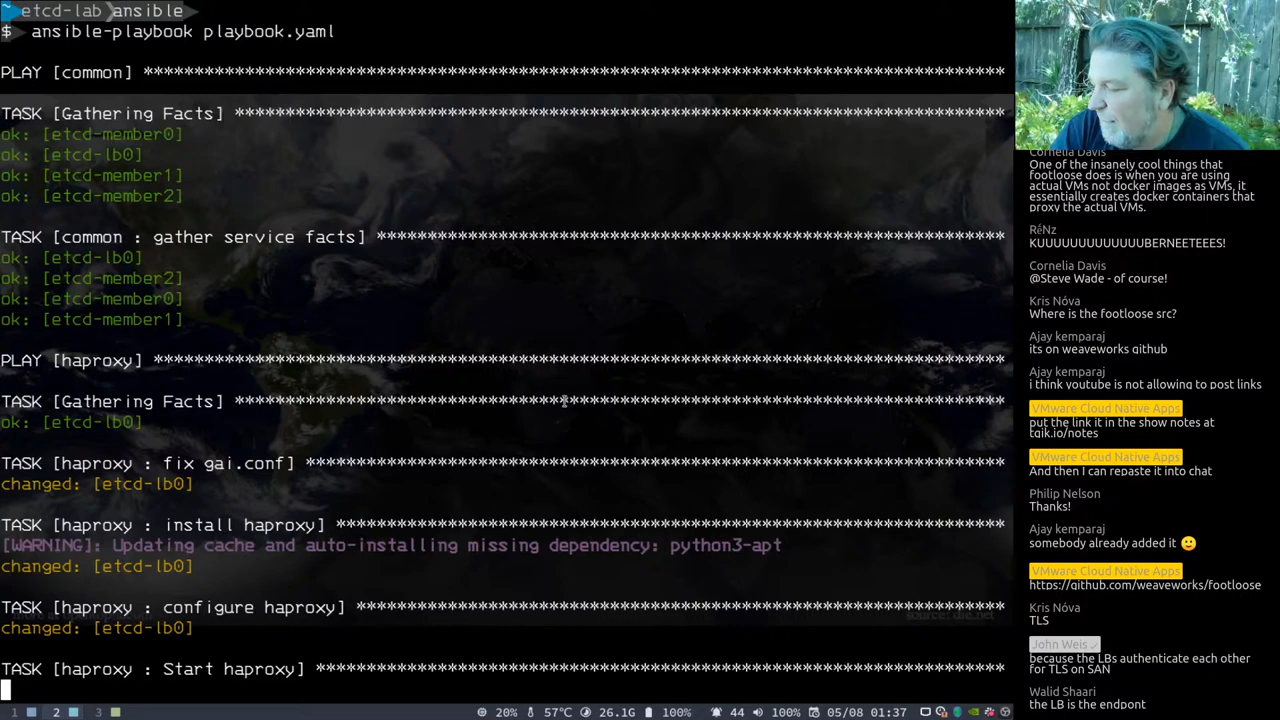 ~ etcd-lab ansible
$ ansible-playbook playbook.yaml
PLAY [common] *************************************************************************************
TASK [Gathering Facts] ****************************************************************************
ok: [etcd-member0]
ok: [etcd-lb0]
ok: [etcd-member1]
ok: [etcd-member2]
TASK [common : gather service facts] **************************************************************
ok: [etcd-lb0]
ok: [etcd-member2]
ok: [etcd-member0]
ok: [etcd-member1]
PLAY [haproxy] ************************************************************************************
TASK [Gathering Facts] ****************************************************************************
ok: [etcd-lb0]
TASK [haproxy : fix gai.conf] *********************************************************************
changed: [etcd-lb0]
TASK [haproxy : install haproxy] ******************************************************************
[WARNING]: Updating cache and auto-installing missing dependency: python3-apt
changed: [etcd-lb0]
TASK [haproxy : configure haproxy] ****************************************************************
changed: [etcd-lb0]
TASK [haproxy : Start haproxy] ********************************************************************
1 2 3 20% 57℃ 26.1G 100% 44 100% 05/08 01:37
Cornelia Davis
One of the insanely cool things that
footloose does is when you are using
actual VMs not docker images as VMs, it
essentially creates docker containers that
proxy the actual VMs.
RéNz
KUUUUUUUUUUUUBERNEETEEES!
Cornelia Davis
@Steve Wade - of course!
Kris Nóva
Where is the footloose src?
Ajay kemparaj
its on weaveworks github
Ajay kemparaj
i think youtube is not allowing to post links
VMware Cloud Native Apps
put the link it in the show notes at
tgik.io/notes
VMware Cloud Native Apps
And then I can repaste it into chat
Philip Nelson
Thanks!
Ajay kemparaj
somebody already added it 🙂
VMware Cloud Native Apps
https://github.com/weaveworks/footloose
Kris Nóva
TLS
John Weis ✓
because the LBs authenticate each other
for TLS on SAN
Walid Shaari
the LB is the endpont